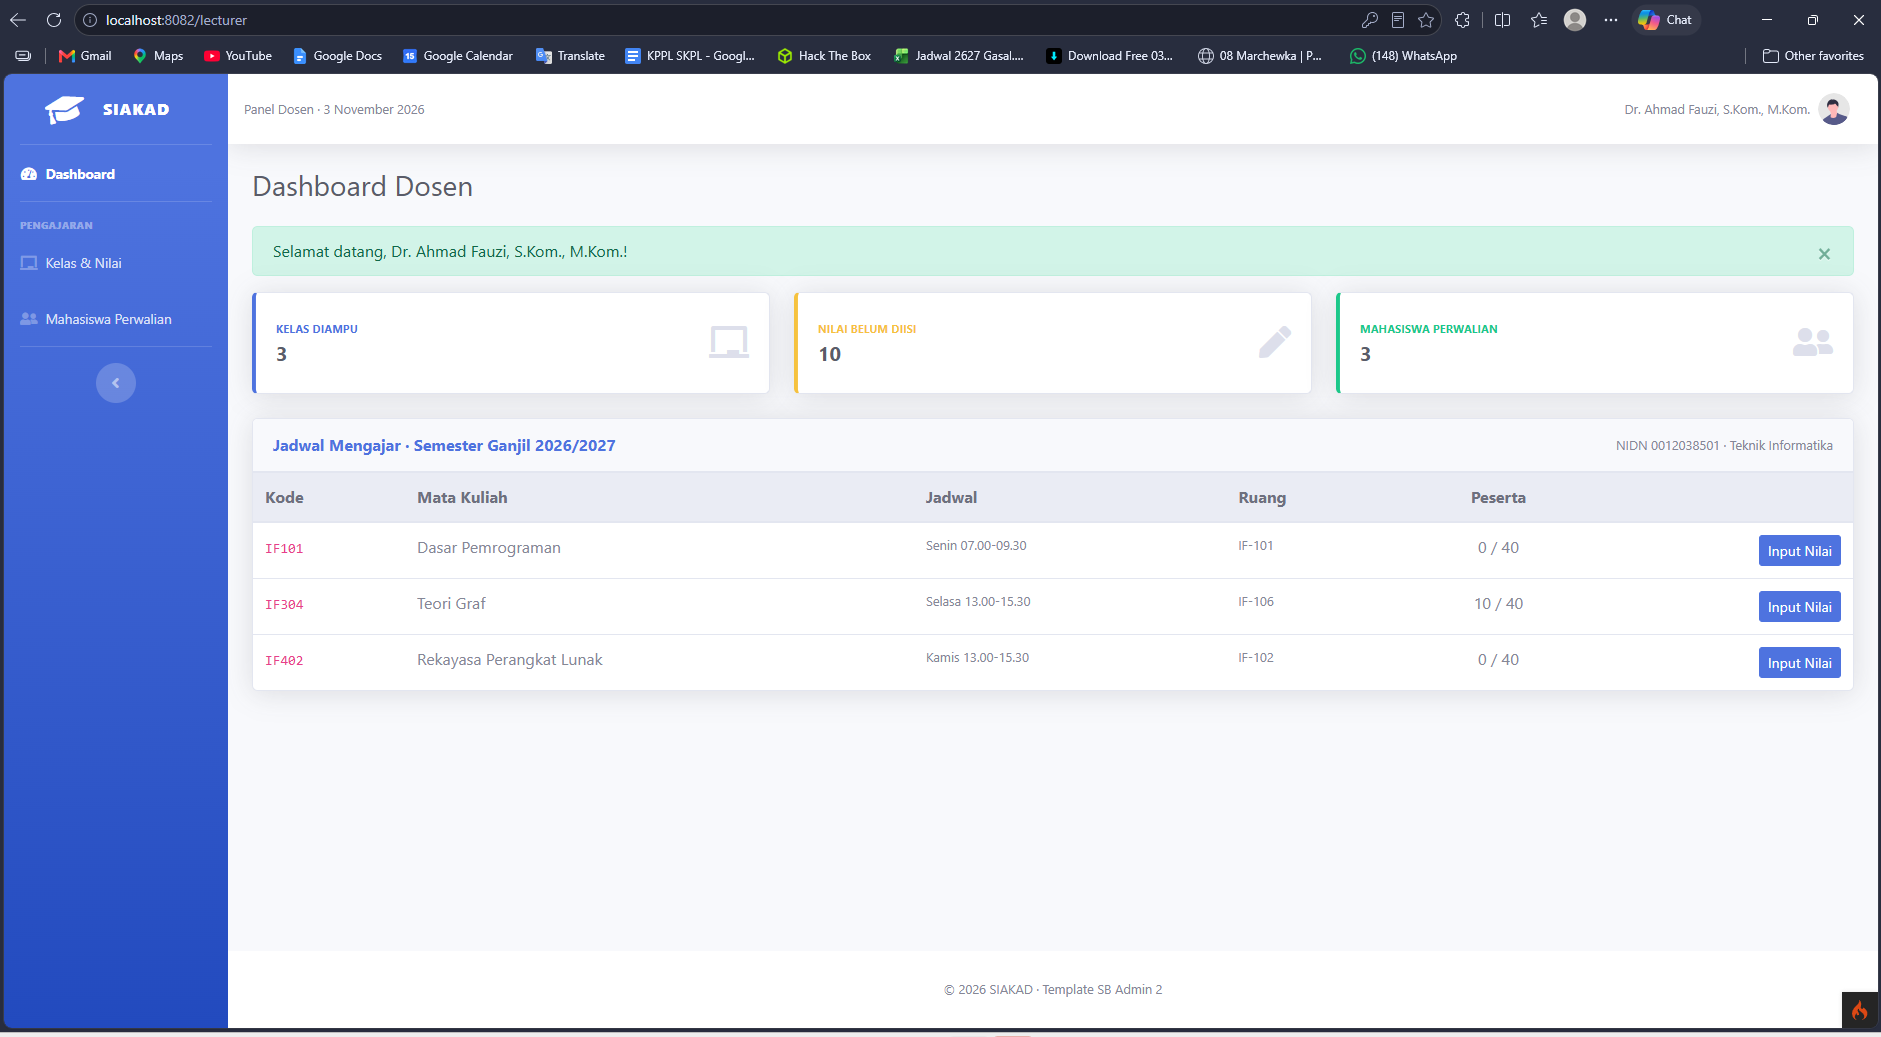 localhost:8082/lecturer
Chat
Gmail
Maps
YouTube
Google Docs
15
Google Calendar
Translate
KPPL SKPL - Googl...
Hack The Box
Jadwal 2627 Gasal....
Download Free 03...
08 Marchewka | P...
(148) WhatsApp
Other favorites
SIAKAD
Panel Dosen · 3 November 2026
Dr. Ahmad Fauzi, S.Kom., M.Kom.
Dashboard
PENGAJARAN
Kelas & Nilai
Mahasiswa Perwalian
Dashboard Dosen
Selamat datang, Dr. Ahmad Fauzi, S.Kom., M.Kom.!
×
KELAS DIAMPU
3
NILAI BELUM DIISI
10
MAHASISWA PERWALIAN
3
Jadwal Mengajar · Semester Ganjil 2026/2027
NIDN 0012038501 · Teknik Informatika
Kode Mata Kuliah Jadwal Ruang Peserta
IF101 Dasar Pemrograman Senin 07.00-09.30 IF-101 0 / 40 Input Nilai
IF304 Teori Graf Selasa 13.00-15.30 IF-106 10 / 40 Input Nilai
IF402 Rekayasa Perangkat Lunak Kamis 13.00-15.30 IF-102 0 / 40 Input Nilai
© 2026 SIAKAD · Template SB Admin 2